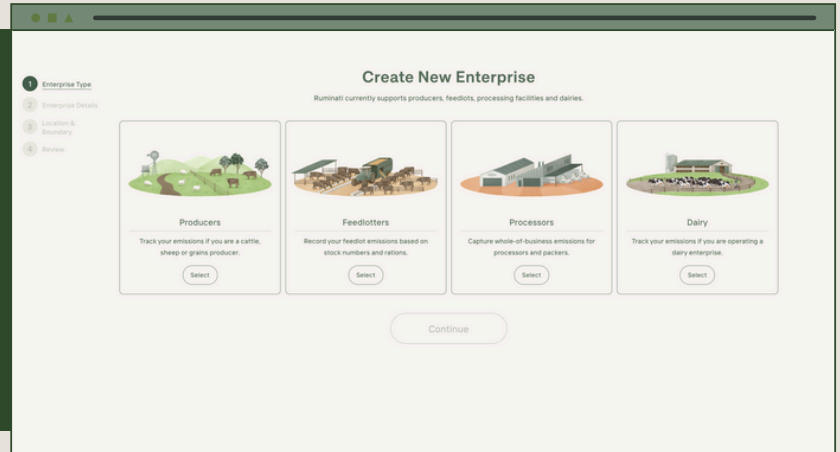 Create New Enterprise
Ruminati currently supports producers, feedlots, processing facilities and dairies.
1 Enterprise Type
2 Enterprise Details
3 Location &
Boundary
4 Review
Producers
Track your emissions if you are a cattle,
sheep or grains producer.
Select
Feedlotters
Record your feedlot emissions based on
stock numbers and rations.
Select
Processors
Capture whole-of-business emissions for
processors and packers.
Select
Dairy
Track your emissions if you are operating a
dairy enterprise.
Select
Continue